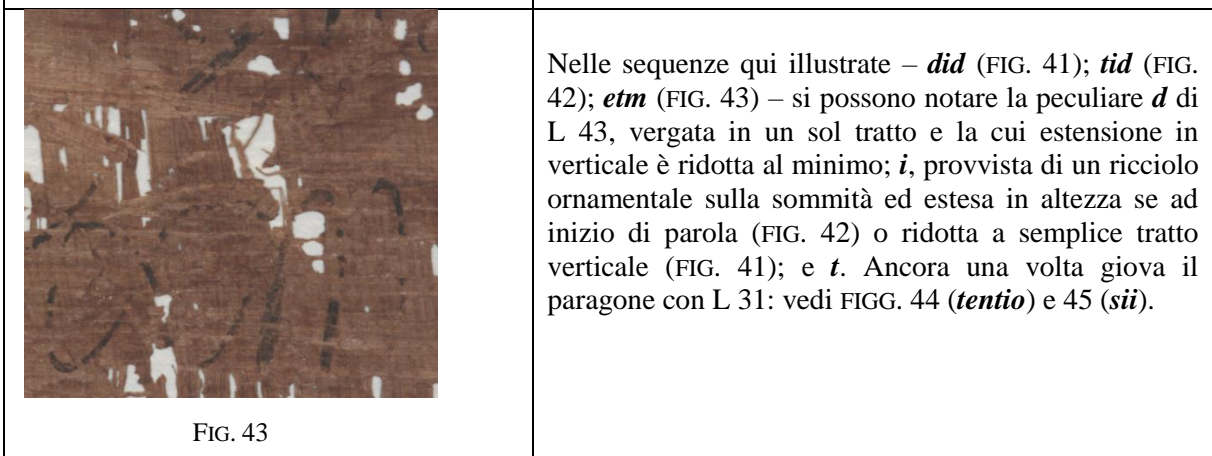 Nelle sequenze qui illustrate – did (FIG. 41); tid (FIG.
42); etm (FIG. 43) – si possono notare la peculiare d di
L 43, vergata in un sol tratto e la cui estensione in
verticale è ridotta al minimo; i, provvista di un ricciolo
ornamentale sulla sommità ed estesa in altezza se ad
inizio di parola (FIG. 42) o ridotta a semplice tratto
verticale (FIG. 41); e t. Ancora una volta giova il
paragone con L 31: vedi FIGG. 44 (tentio) e 45 (sii).
FIG. 43